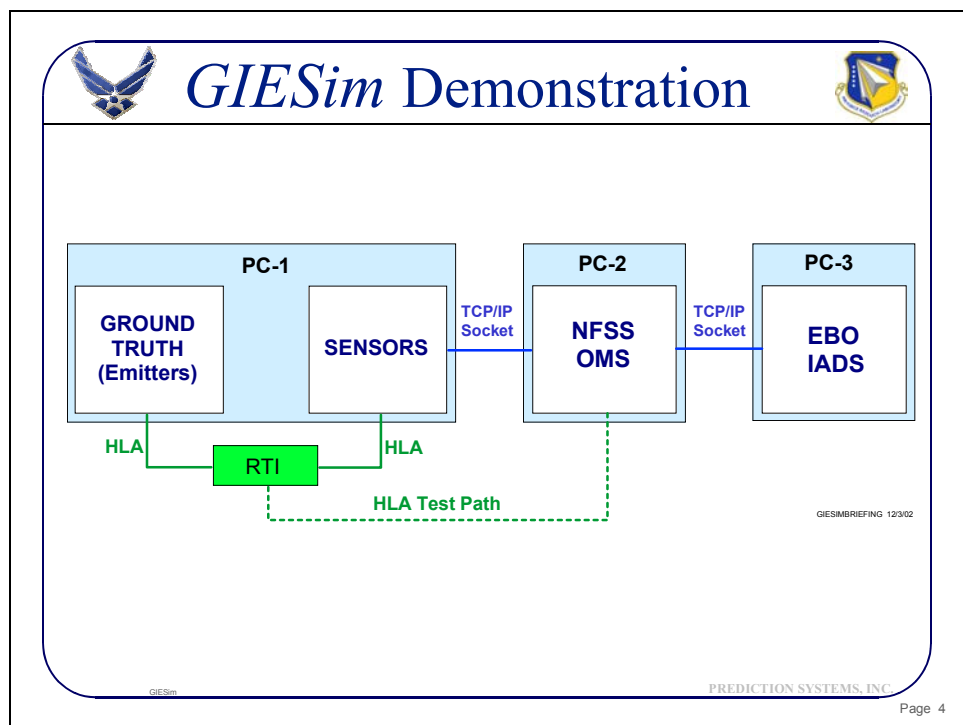 GIESim Demonstration
PC-1
PC-2
PC-3
GROUND
TRUTH
(Emitters)
SENSORS
TCP/IP
Socket
NFSS
OMS
TCP/IP
Socket
EBO
IADS
HLA
RTI
HLA
HLA Test Path
GIESIMBRIEFING 12/3/02
GIESim
PREDICTION SYSTEMS, INC.
Page 4